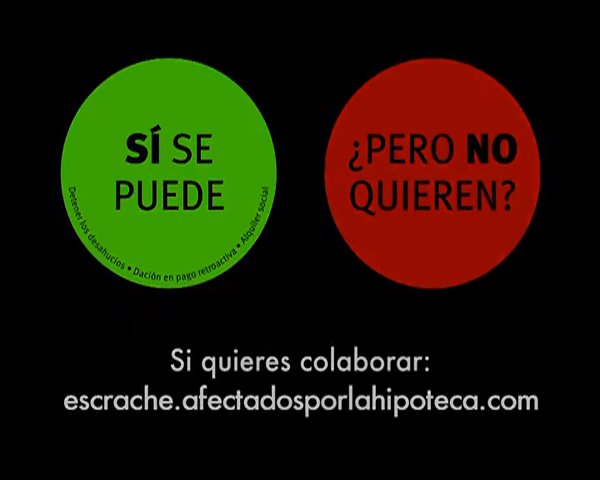 SÍ SE
PUEDE
Detener los desahucios • Dación en pago retroactiva • Alquiler social
¿PERO NO
QUIEREN?
Si quieres colaborar:
escrache.afectadosporlahipoteca.com